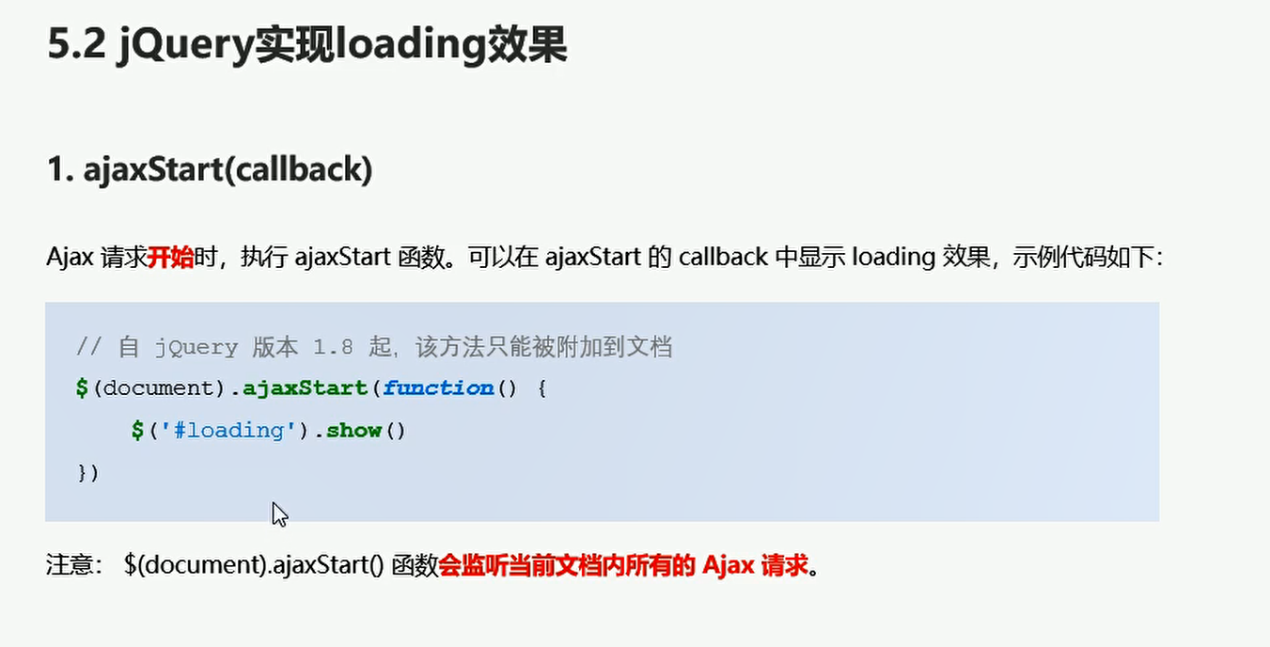 5.2 jQuery实现loading效果
1. ajaxStart(callback)
Ajax 请求开始时，执行 ajaxStart 函数。可以在 ajaxStart 的 callback 中显示 loading 效果，示例代码如下：
// 自 jQuery 版本 1.8 起，该方法只能被附加到文档
$(document).ajaxStart(function() {
    $('#loading').show()
})
注意： $(document).ajaxStart() 函数会监听当前文档内所有的 Ajax 请求。